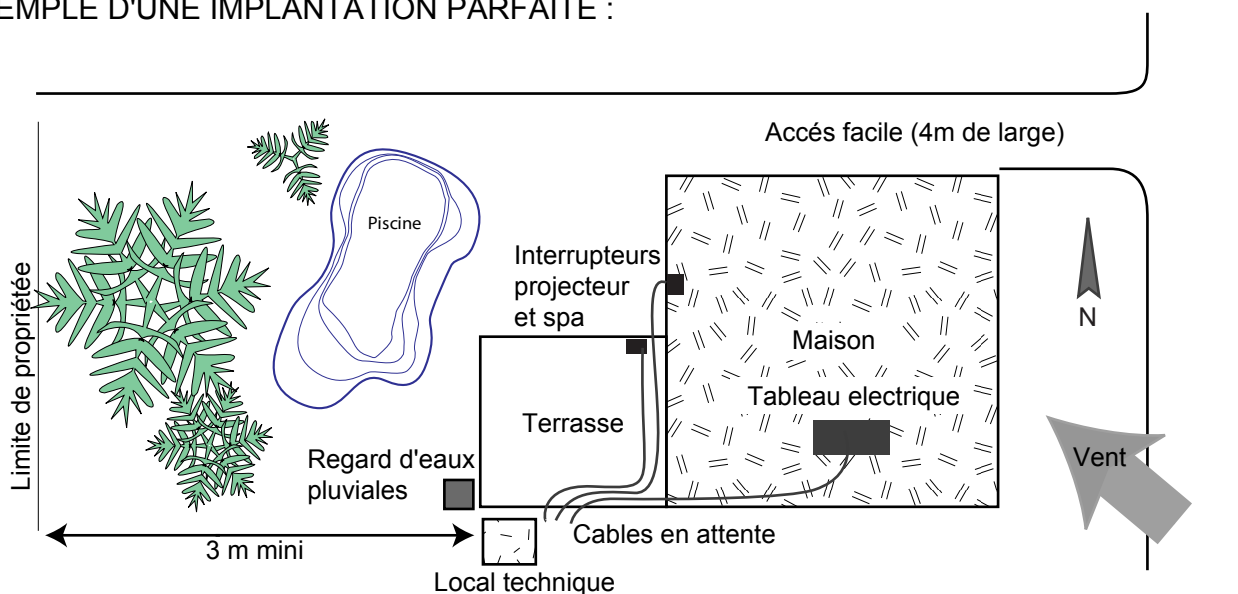 EMPLE D'UNE IMPLANTATION PARFAITE :
Accés facile (4m de large)
Piscine
Interrupteurs
projecteur
et spa
N
Maison
Tableau electrique
Limite de propriétée
Terrasse
Vent
Regard d'eaux
pluviales
Cables en attente
3 m mini
Local technique